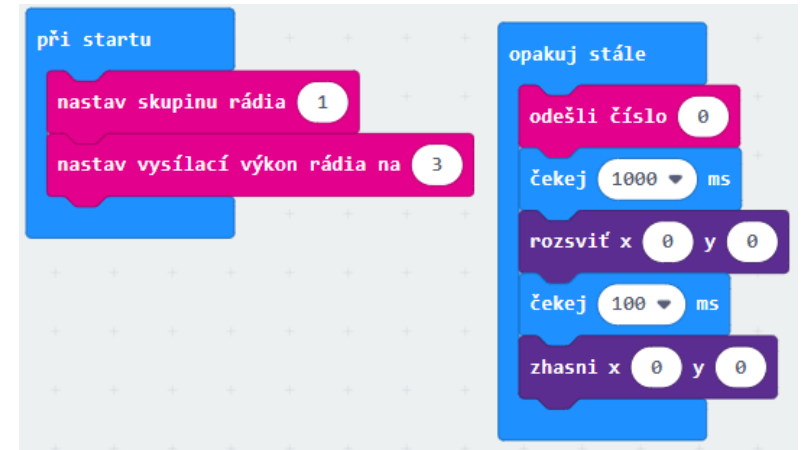 při startu
nastav skupinu rádia 1
nastav vysílací výkon rádia na 3
opakuj stále
odešli číslo 0
čekej 1000 ms
rozsviť x 0 y 0
čekej 100 ms
zhasni x 0 y 0